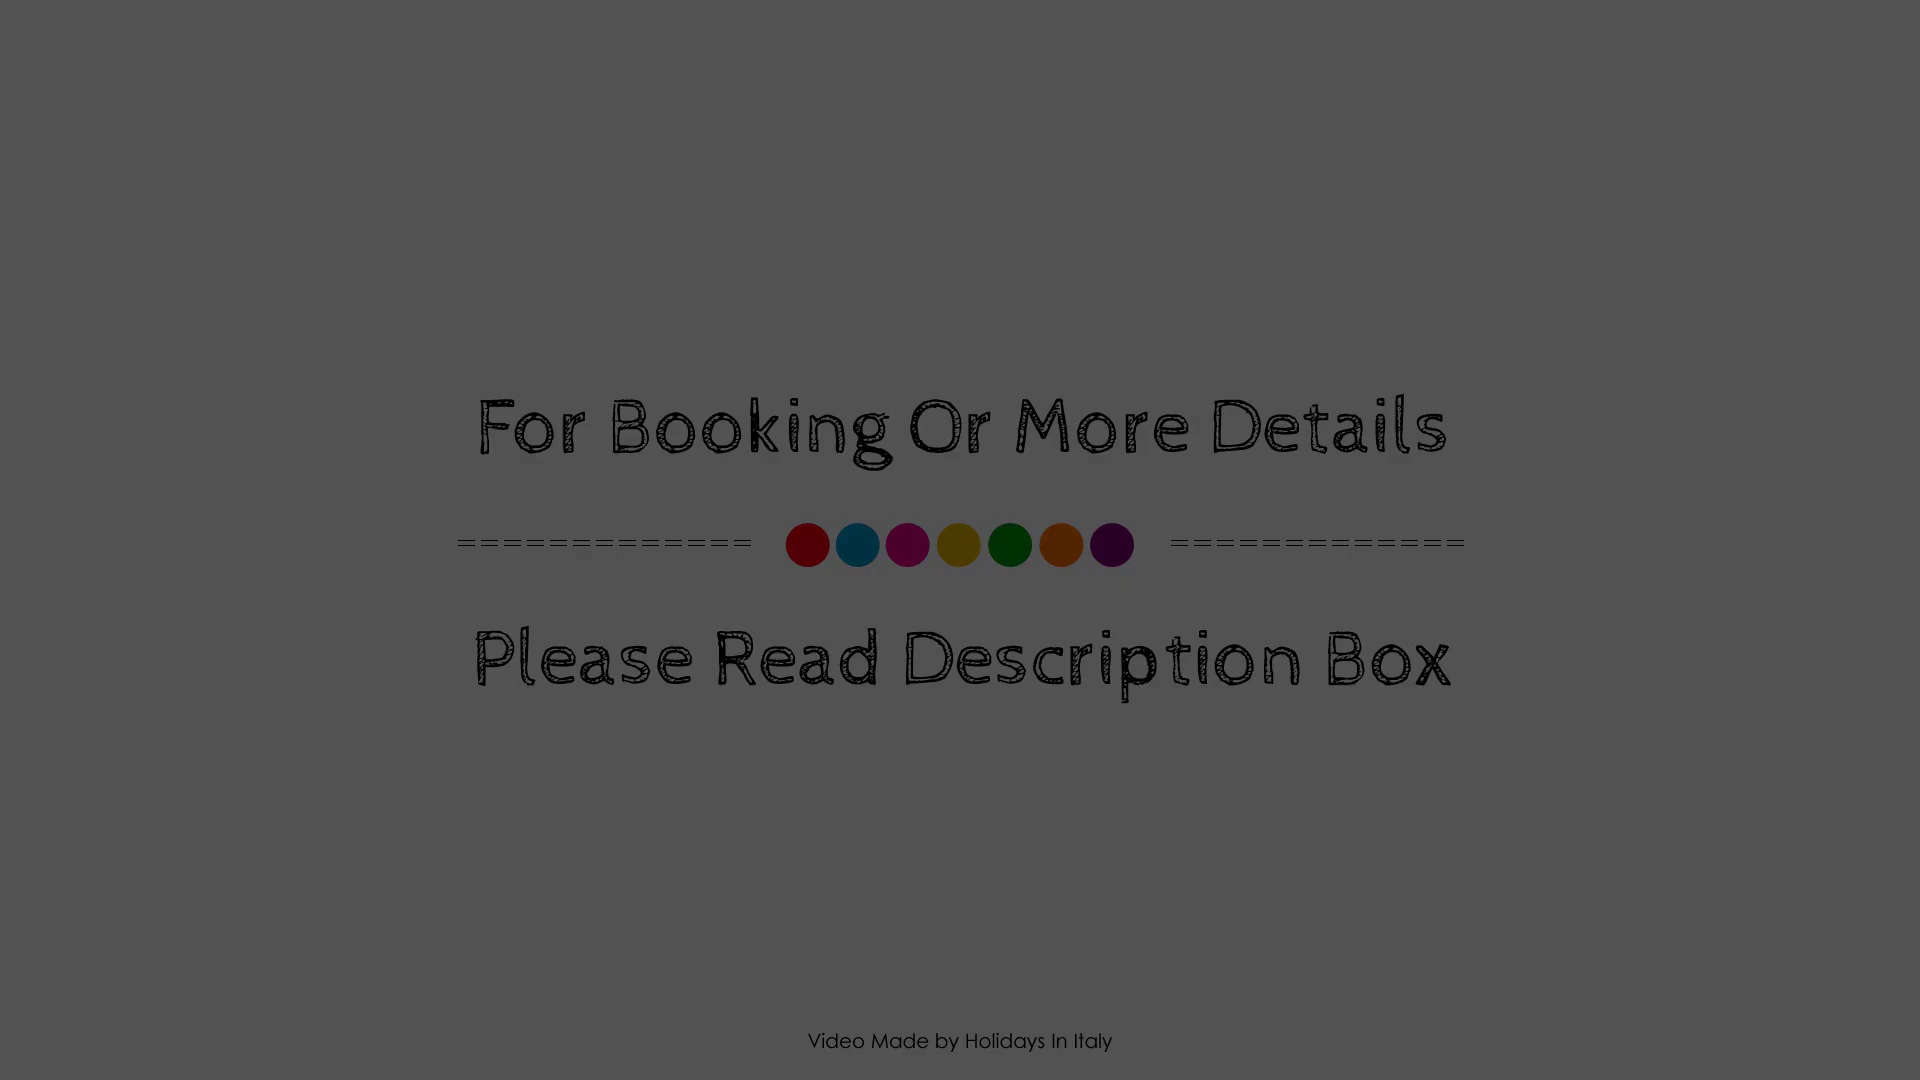 For Booking Or More Details
============= =============
Please Read Description Box
Video Made by Holidays In Italy